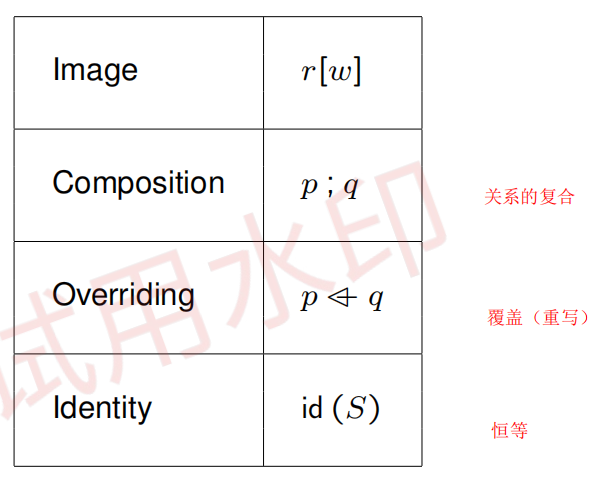 Image r[w]
Composition p ; q 关系的复合
Overriding p ⩤ q 覆盖（重写）
Identity id (S) 恒等
试用水印